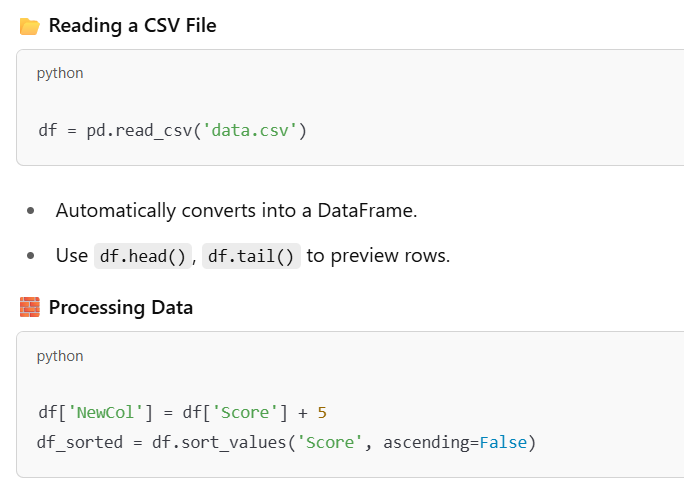 📂 Reading a CSV File
python
df = pd.read_csv('data.csv')
• Automatically converts into a DataFrame.
• Use df.head(), df.tail() to preview rows.
🧱 Processing Data
python
df['NewCol'] = df['Score'] + 5
df_sorted = df.sort_values('Score', ascending=False)